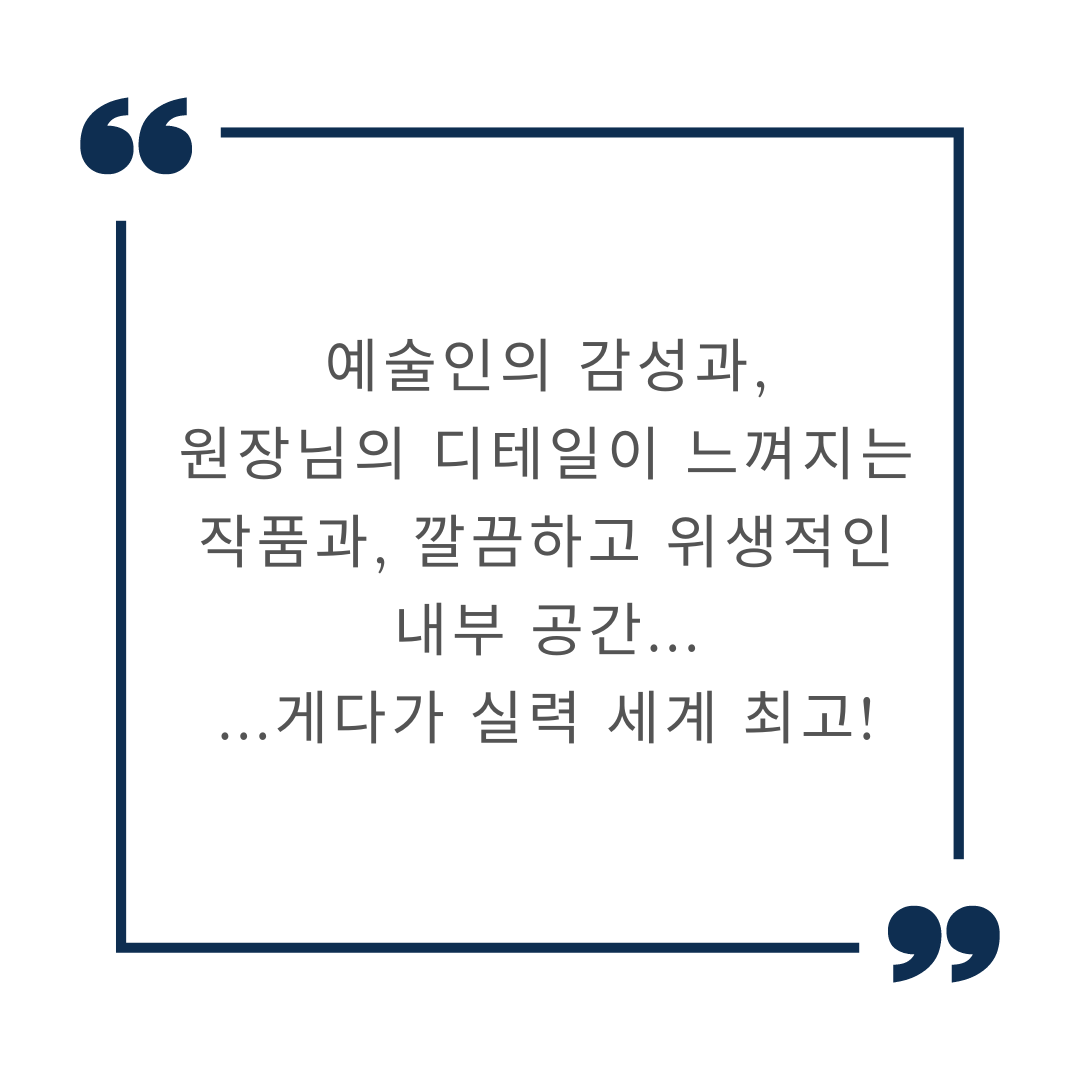 예술인의 감성과,
원장님의 디테일이 느껴지는
작품과, 깔끔하고 위생적인
내부 공간...
...게다가 실력 세계 최고!